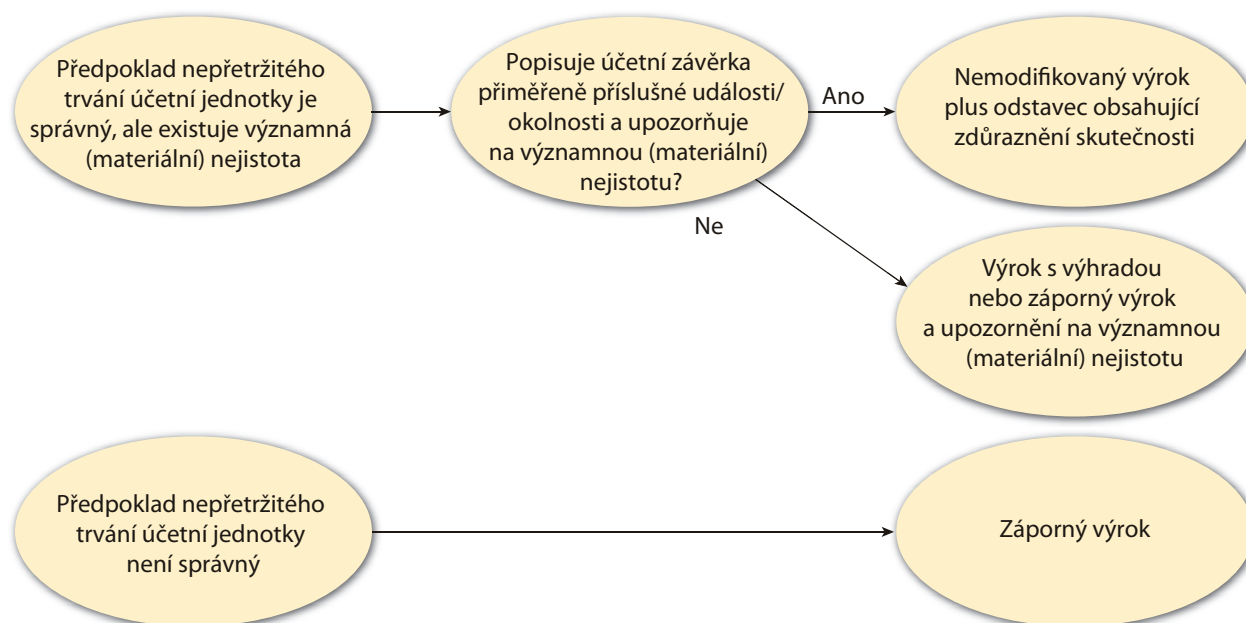 Předpoklad nepřetržitého
trvání účetní jednotky je
správný, ale existuje významná
(materiální) nejistota
Popisuje účetní závěrka
přiměřeně příslušné události/
okolnosti a upozorňuje
na významnou (materiální)
nejistotu?
Ano
Nemodifikovaný výrok
plus odstavec obsahující
zdůraznění skutečnosti
Ne
Výrok s výhradou
nebo záporný výrok
a upozornění na významnou
(materiální) nejistotu
Předpoklad nepřetržitého
trvání účetní jednotky
není správný
Záporný výrok